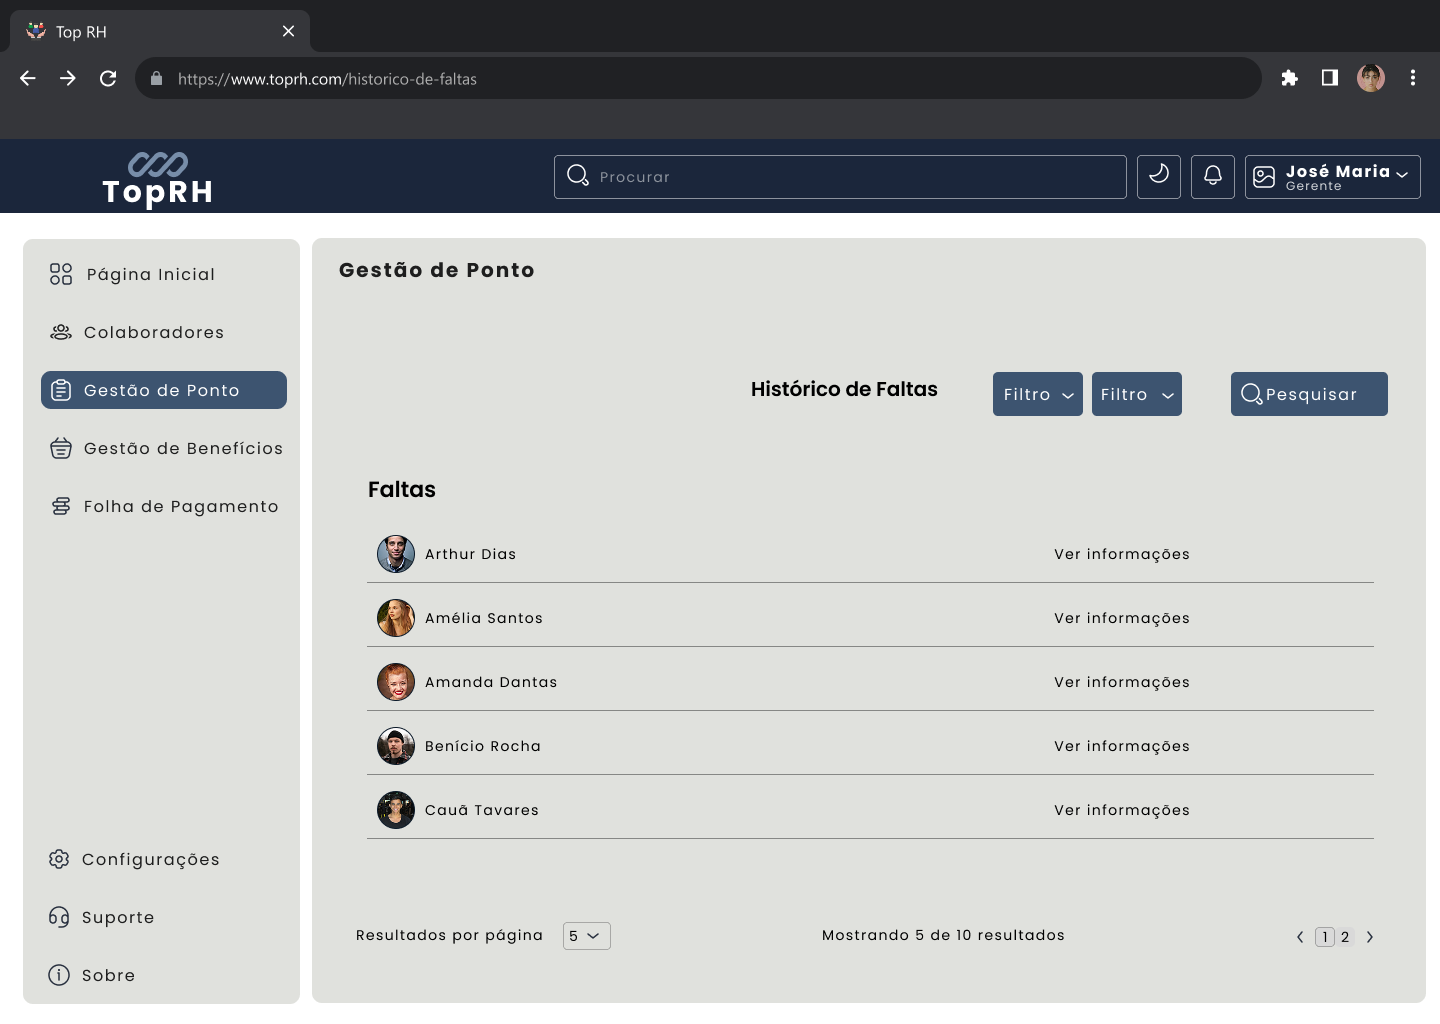 Top RH
https://www.toprh.com/historico-de-faltas
TopRH
Procurar
José Maria
Gerente
Página Inicial
Colaboradores
Gestão de Ponto
Gestão de Benefícios
Folha de Pagamento
Configurações
Suporte
Sobre
Gestão de Ponto
Histórico de Faltas
Filtro
Filtro
Pesquisar
Faltas
Arthur Dias Ver informações
Amélia Santos Ver informações
Amanda Dantas Ver informações
Benício Rocha Ver informações
Cauã Tavares Ver informações
Resultados por página 5
Mostrando 5 de 10 resultados
1 2